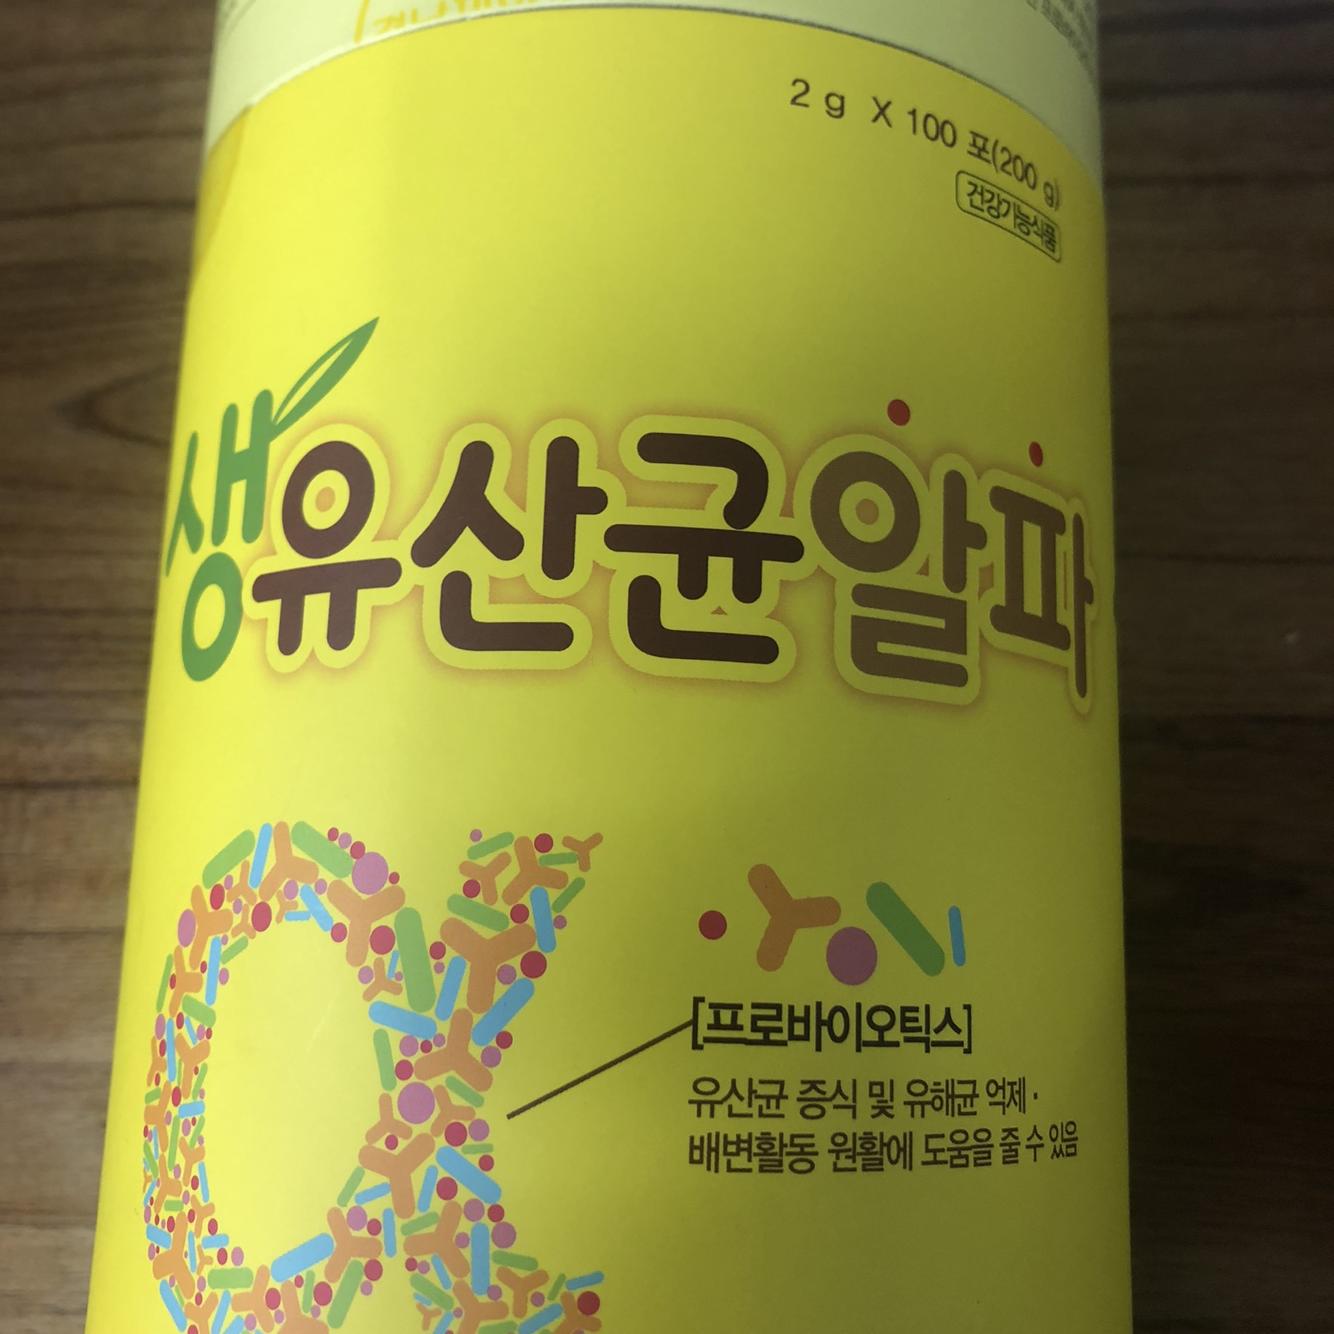 2 g X 100 포(200 g)
건강기능식품
생유산균알파
[프로바이오틱스]
유산균 증식 및 유해균 억제·
배변활동 원활에 도움을 줄 수 있음